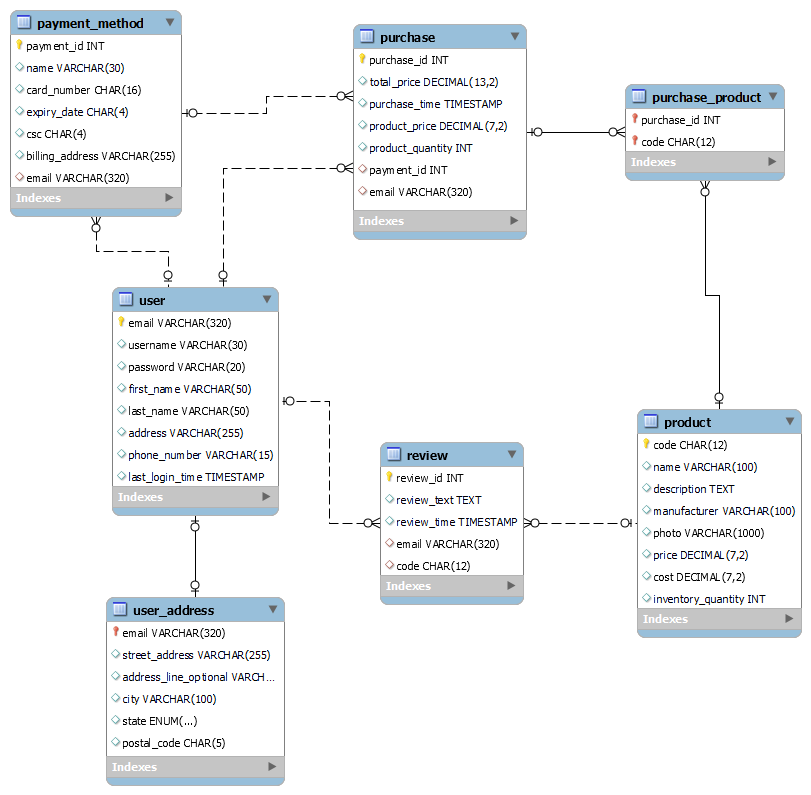 payment_method
payment_id INT
name VARCHAR(30)
card_number CHAR(16)
expiry_date CHAR(4)
csc CHAR(4)
billing_address VARCHAR(255)
email VARCHAR(320)
Indexes
purchase
purchase_id INT
total_price DECIMAL(13,2)
purchase_time TIMESTAMP
product_price DECIMAL(7,2)
product_quantity INT
payment_id INT
email VARCHAR(320)
Indexes
purchase_product
purchase_id INT
code CHAR(12)
Indexes
user
email VARCHAR(320)
username VARCHAR(30)
password VARCHAR(20)
first_name VARCHAR(50)
last_name VARCHAR(50)
address VARCHAR(255)
phone_number VARCHAR(15)
last_login_time TIMESTAMP
Indexes
review
review_id INT
review_text TEXT
review_time TIMESTAMP
email VARCHAR(320)
code CHAR(12)
Indexes
product
code CHAR(12)
name VARCHAR(100)
description TEXT
manufacturer VARCHAR(100)
photo VARCHAR(1000)
price DECIMAL(7,2)
cost DECIMAL(7,2)
inventory_quantity INT
Indexes
user_address
email VARCHAR(320)
street_address VARCHAR(255)
address_line_optional VARCH...
city VARCHAR(100)
state ENUM(...)
postal_code CHAR(5)
Indexes